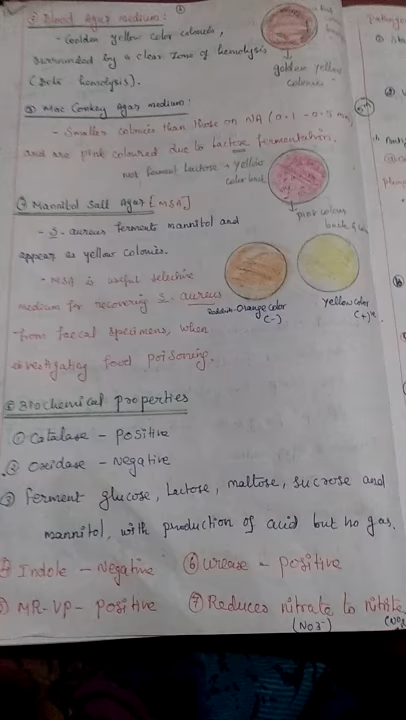 Blood Agar medium:
- Golden yellow color colonies,
surrounded by a clear zone of hemolysis
(Beta hemolysis).
golden yellow
colonies
③ Mac Conkey agar medium:
- Smaller colonies than those on NA (0.1 - 0.5 mm)
and are pink coloured due to lactose fermentation.
not ferment lactose → yellow
color
pink colour
Mannitol Salt agar [MSA]
- S. aureus ferments mannitol and
appear as yellow colonies.
- MSA is useful selective
medium for recovering S. aureus
from faecal specimens, when
investigating food poisoning.
orange color
(-)
Yellow color
(+)
Biochemical properties
① Catalase - Positive
② Oxidase - Negative
③ Ferment glucose, Lactose, maltose, sucrose and
mannitol, with production of acid but no gas.
Indole - Negative ⑥ Urease - Positive
MR-VP - Positive ⑦ Reduces nitrate to nitrite
(NO3-)